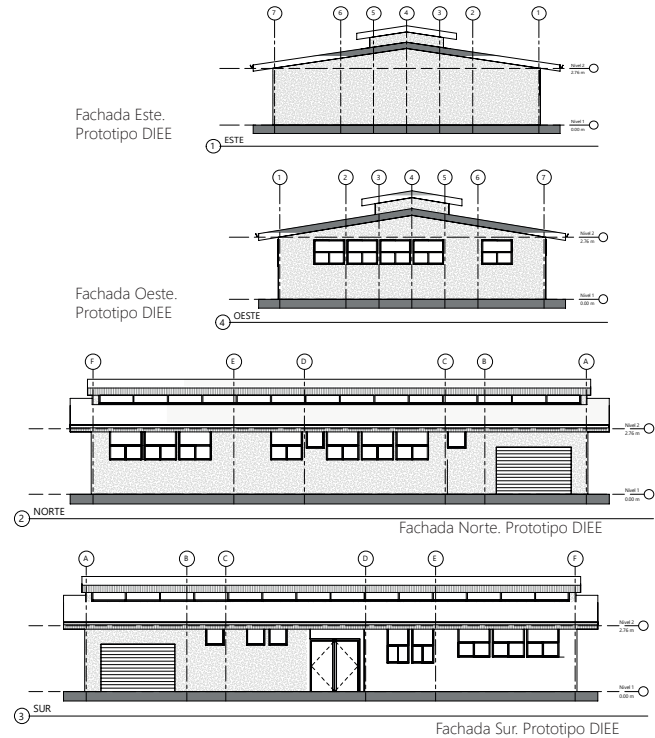 7 6 5 4 3 2 1
Nivel 2
2.76 m
Fachada Este.
Prototipo DIEE
Nivel 1
0.00 m
1 ESTE
1 2 3 4 5 6 7
Nivel 2
2.76 m
Fachada Oeste.
Prototipo DIEE
Nivel 1
0.00 m
4 OESTE
F E D C B A
Nivel 2
2.76 m
Nivel 1
0.00 m
2 NORTE
Fachada Norte. Prototipo DIEE
A B C D E F
Nivel 2
2.76 m
Nivel 1
0.00 m
3 SUR
Fachada Sur. Prototipo DIEE